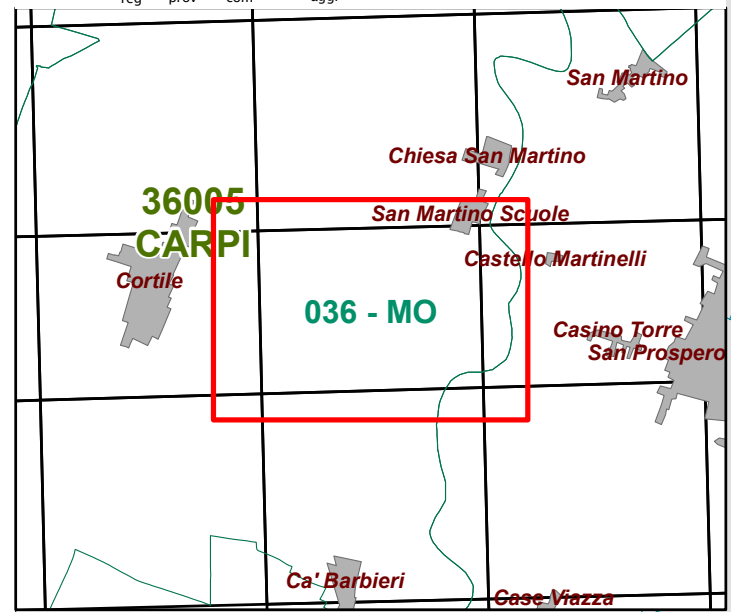 San Martino
Chiesa San Martino
36005
CARPI
San Martino Scuole
Castello Martinelli
Cortile
036 - MO
Casino Torre
San Prospero
Ca' Barbieri
Case Viazza